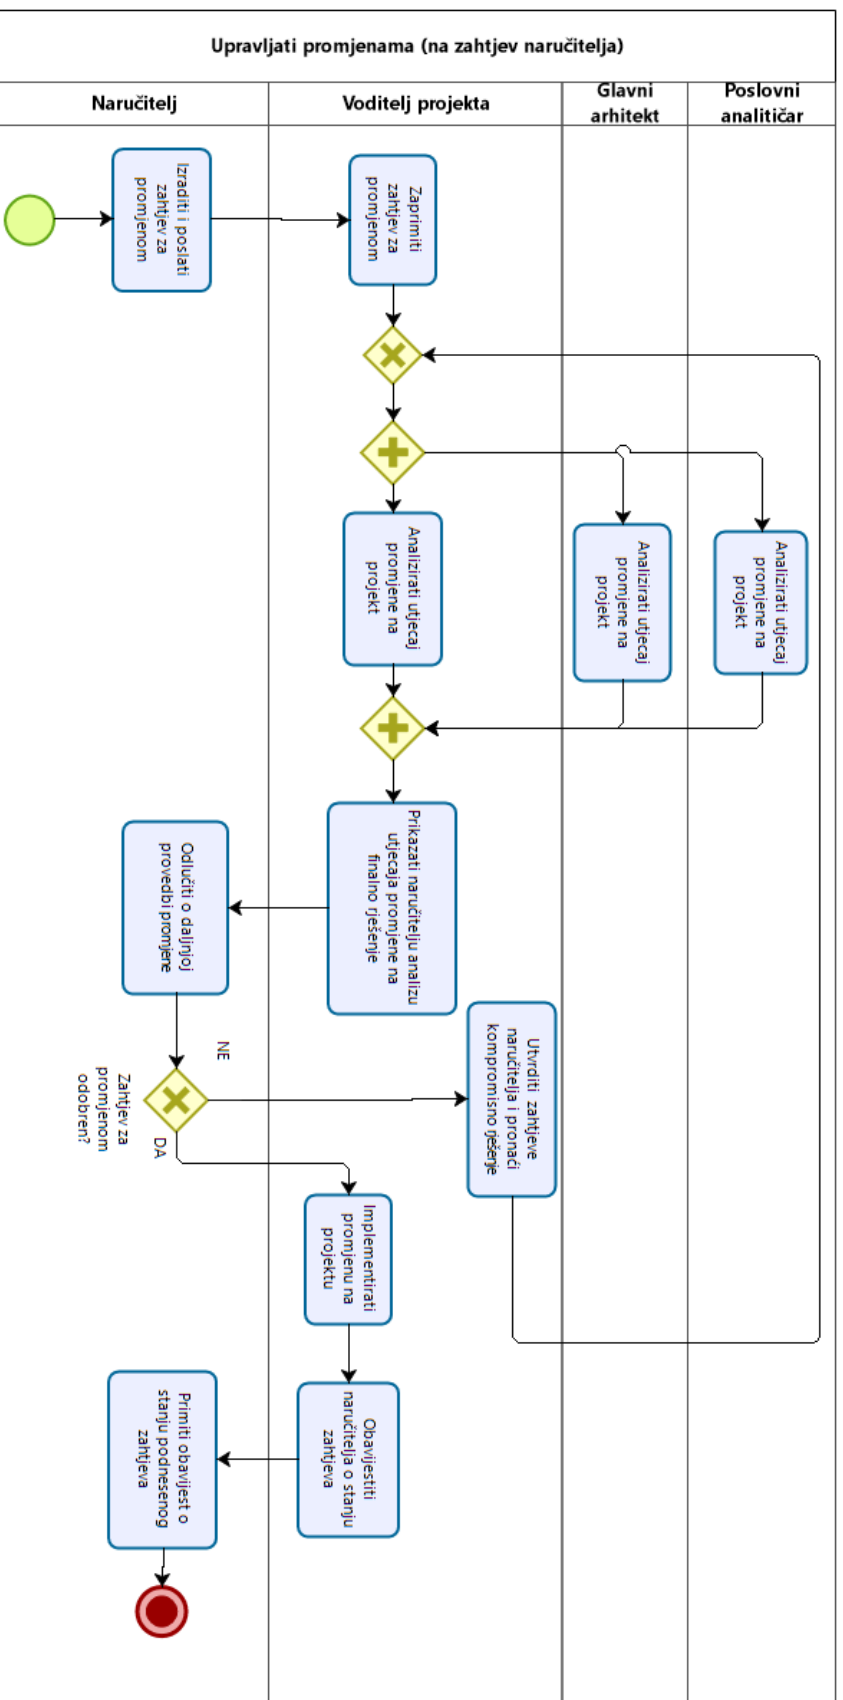 Upravljati promjenama (na zahtjev naručitelja)
Naručitelj
Voditelj projekta
Glavni
arhitekt
Poslovni
analitičar
Izraditi i poslati
zahtjev za
promjenom
Zaprimiti
zahtjev za
promjenom
Analizirati utjecaj
promjene na
projekt
Analizirati utjecaj
promjene na
projekt
Analizirati utjecaj
promjene na
projekt
Prikazati naručitelju analizu
utjecaja promjene na
finalno rješenje
Odlučiti o daljnjoj
provedbi promjene
NE
Zahtjev za
promjenom
odobren?
DA
Utvrditi zahtjeve
naručitelja i pronaći
kompromisno rješenje
Implementirati
promjenu na
projektu
Obavijestiti
naručitelja o stanju
zahtjeva
Primiti obavijest o
stanju podnesenog
zahtjeva